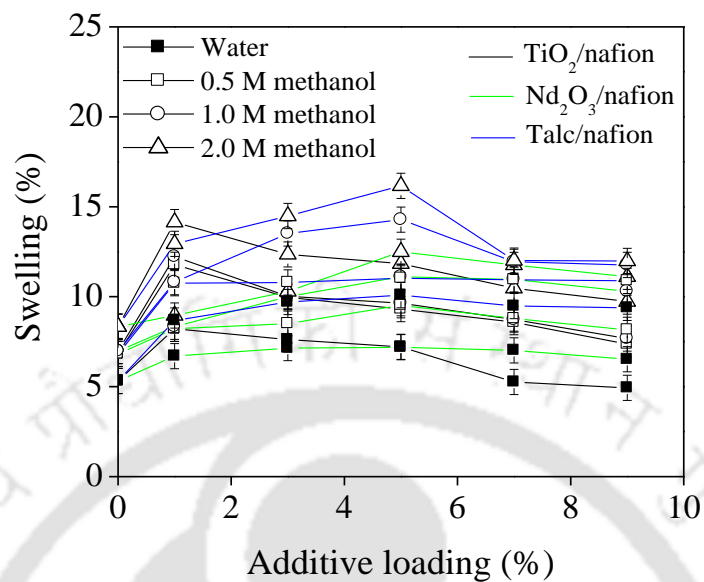 25
20
15
10
5
0
Swelling (%)
Water
0.5 M methanol
1.0 M methanol
2.0 M methanol
TiO₂/nafion
Nd₂O₃/nafion
Talc/nafion
0 2 4 6 8 10
Additive loading (%)